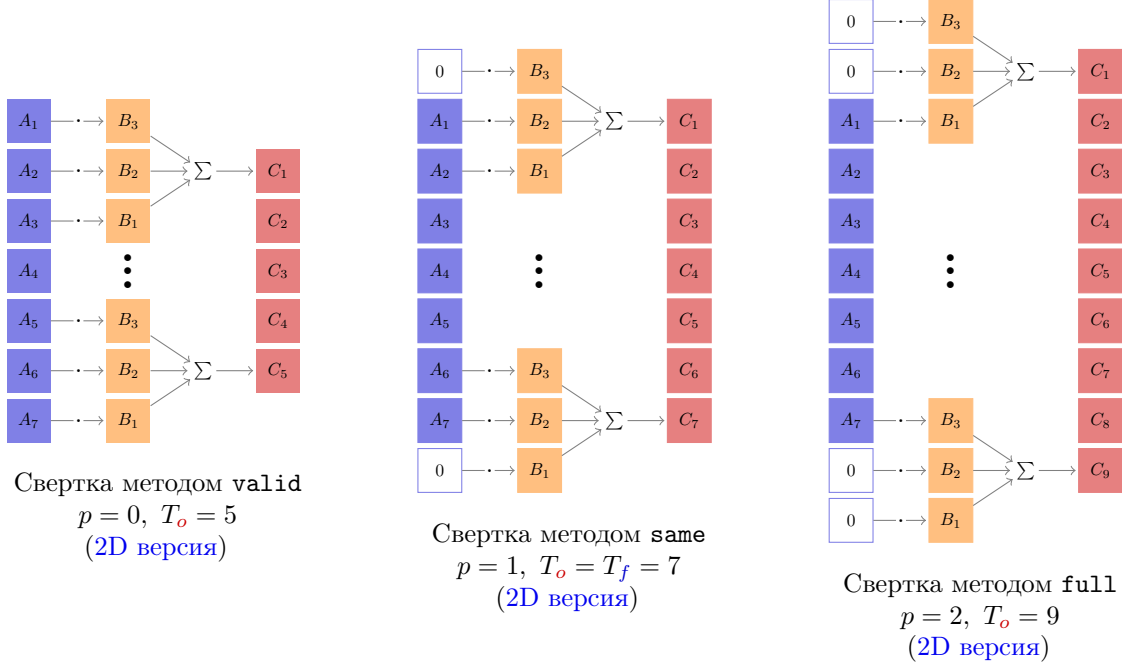 A₁ · B₃
A₂ · B₂ Σ C₁
A₃ · B₁ C₂
A₄ ⋮ C₃
A₅ · B₃ C₄
A₆ · B₂ Σ C₅
A₇ · B₁
Свертка методом valid
p = 0, Tₒ = 5
(2D версия)
0 · B₃
A₁ · B₂ Σ C₁
A₂ · B₁ C₂
A₃ C₃
A₄ ⋮ C₄
A₅ C₅
A₆ · B₃ C₆
A₇ · B₂ Σ C₇
0 · B₁
Свертка методом same
p = 1, Tₒ = T_f = 7
(2D версия)
0 · B₃
0 · B₂ Σ C₁
A₁ · B₁ C₂
A₂ C₃
A₃ C₄
A₄ ⋮ C₅
A₅ C₆
A₆ C₇
A₇ · B₃ C₈
0 · B₂ Σ C₉
0 · B₁
Свертка методом full
p = 2, Tₒ = 9
(2D версия)